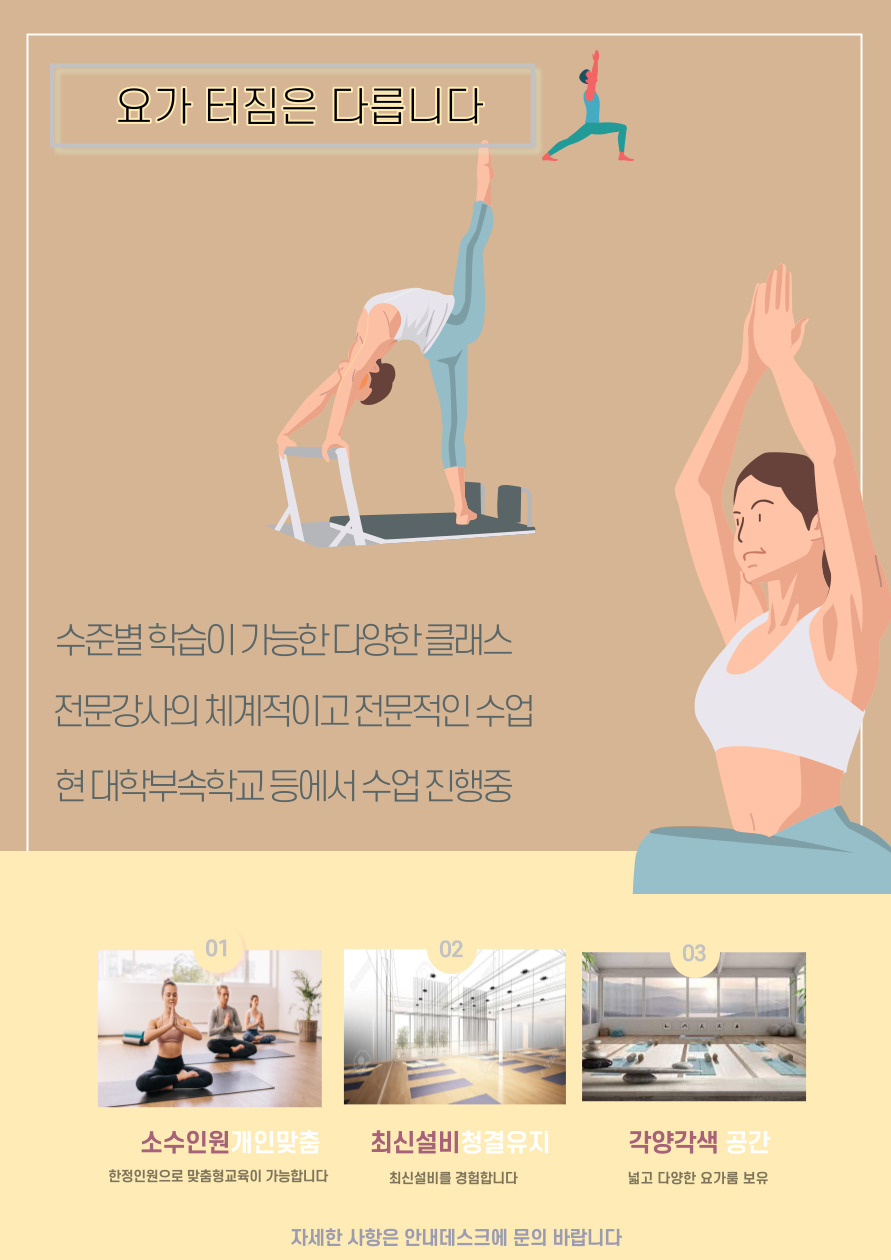 요가 터짐은 다릅니다
수준별 학습이 가능한 다양한 클래스
전문강사의 체계적이고 전문적인 수업
현 대학부속학교 등에서 수업 진행중
01
02
03
소수인원개인맞춤
최신설비청결유지
각양각색 공간
한정인원으로 맞춤형교육이 가능합니다
최신설비를 경험합니다
넓고 다양한 요가룸 보유
자세한 사항은 안내데스크에 문의 바랍니다